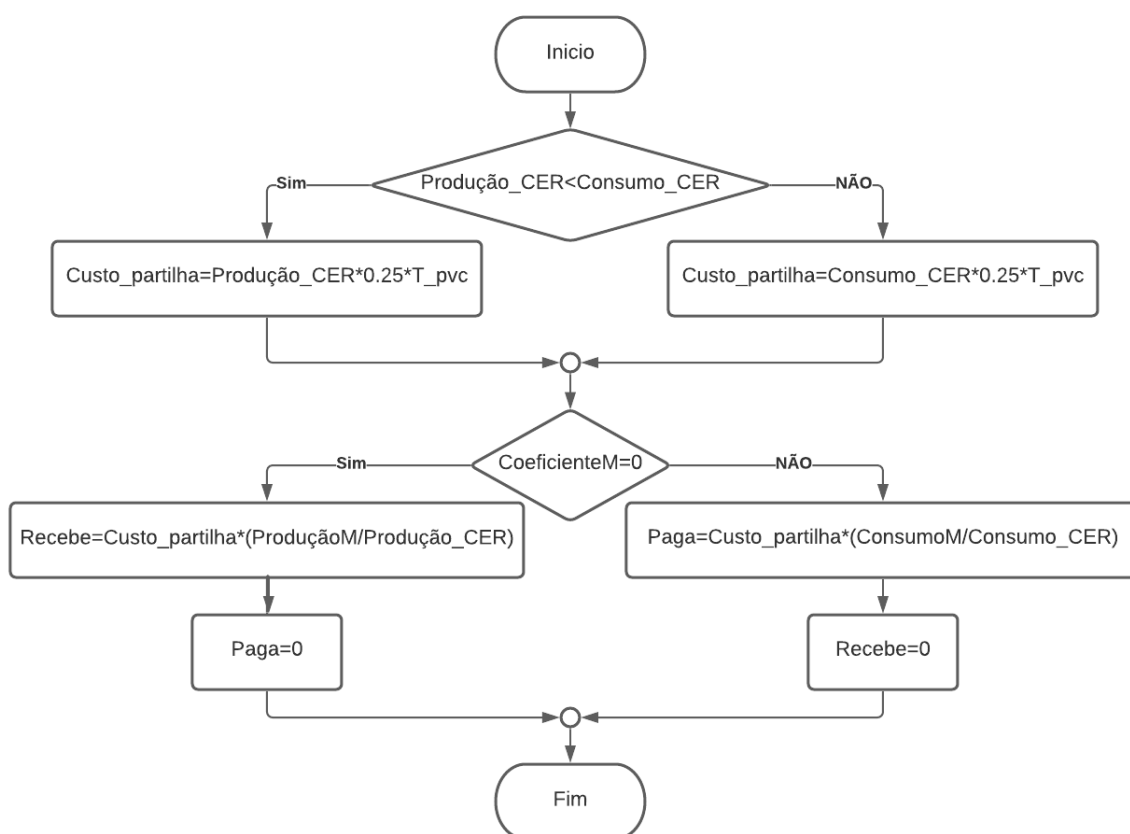 Inicio
Produção_CER<Consumo_CER
Sim
NÃO
Custo_partilha=Produção_CER*0.25*T_pvc
Custo_partilha=Consumo_CER*0.25*T_pvc
CoeficienteM=0
Sim
NÃO
Recebe=Custo_partilha*(ProduçãoM/Produção_CER)
Paga=Custo_partilha*(ConsumoM/Consumo_CER)
Paga=0
Recebe=0
Fim